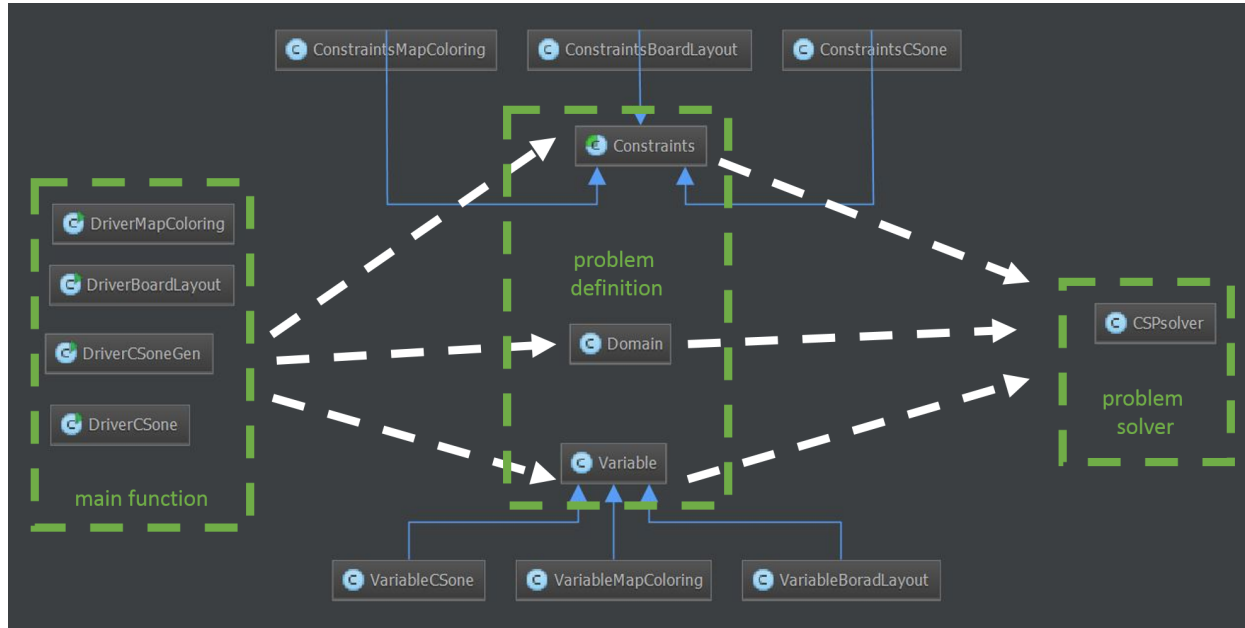 ConstraintsMapColoring
ConstraintsBoardLayout
ConstraintsCSone
Constraints
DriverMapColoring
DriverBoardLayout
DriverCSoneGen
DriverCSone
main function
problem
definition
Domain
Variable
CSPsolver
problem
solver
VariableCSone
VariableMapColoring
VariableBoradLayout